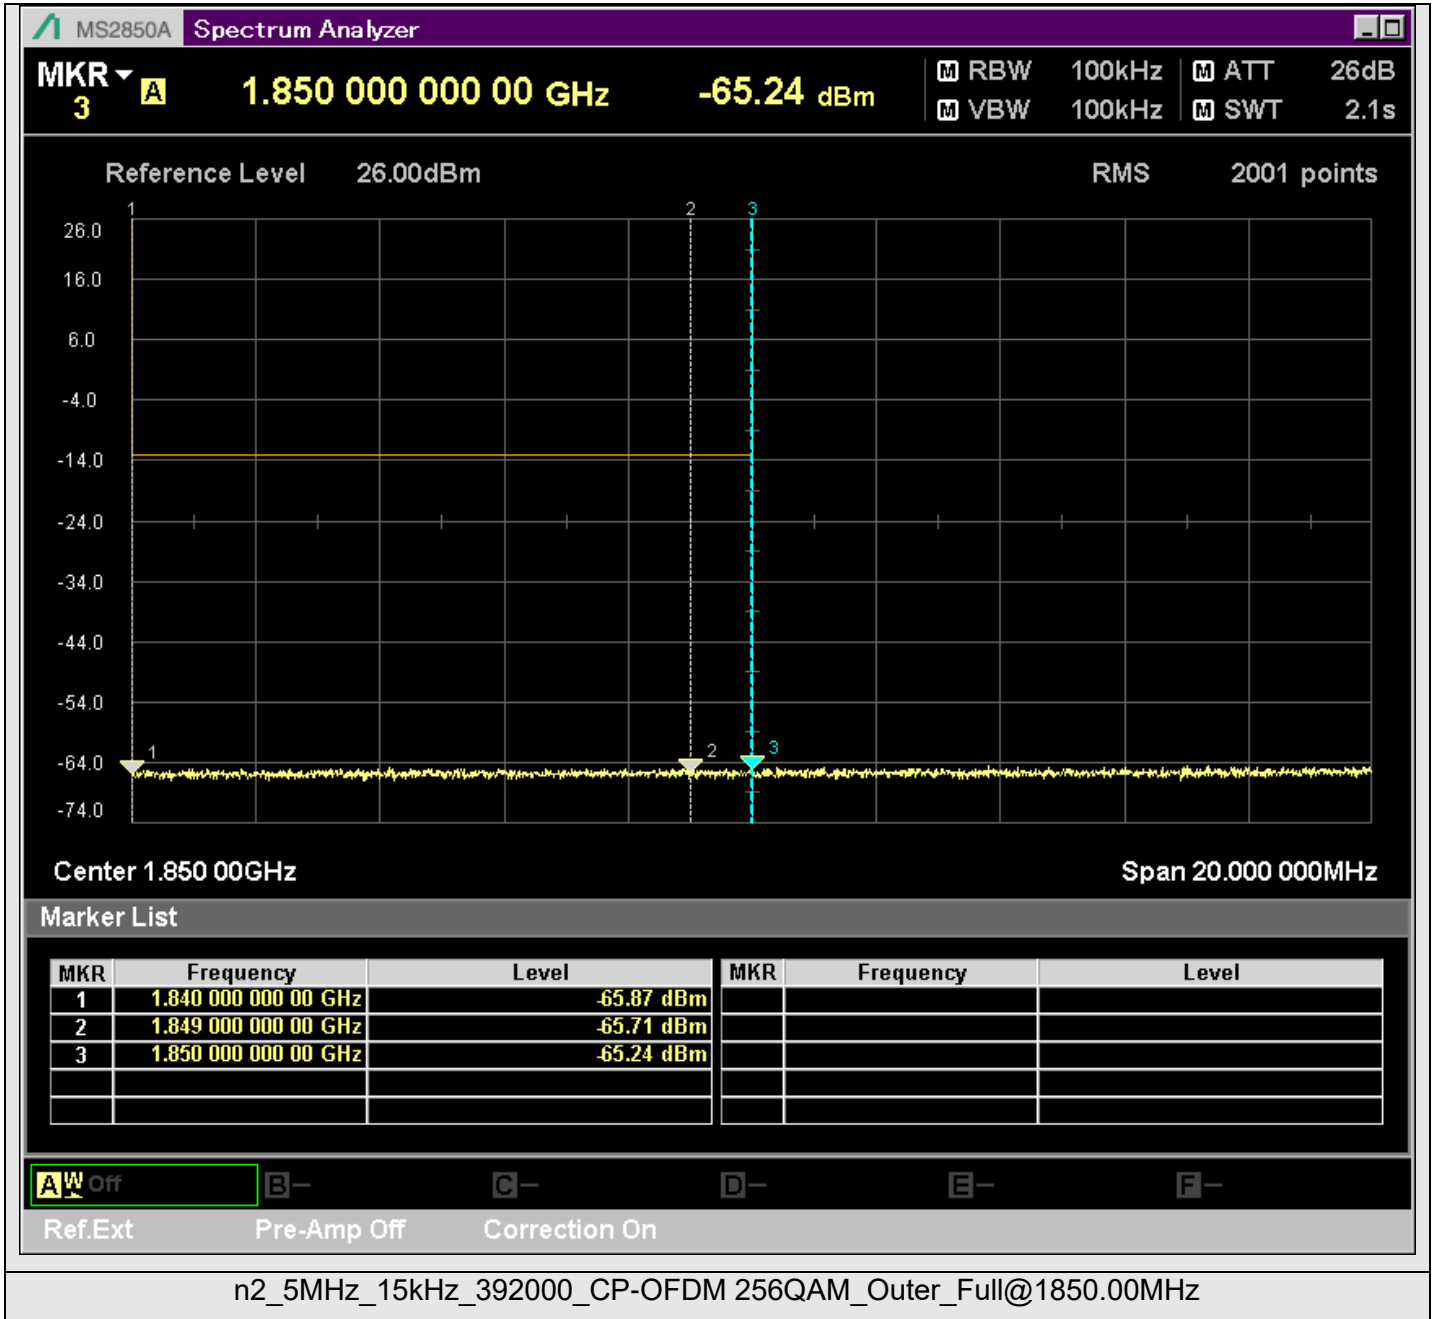 MS2850A Spectrum Analyzer
MKR 3 A 1.850 000 000 00 GHz -65.24 dBm
M RBW 100kHz M ATT 26dB
M VBW 100kHz M SWT 2.1s
Reference Level 26.00dBm RMS 2001 points
1 2 3
26.0
16.0
6.0
-4.0
-14.0
-24.0
-34.0
-44.0
-54.0
-64.0
-74.0
1 2 3
Center 1.850 00GHz Span 20.000 000MHz
Marker List
MKR Frequency Level MKR Frequency Level
1 1.840 000 000 00 GHz -65.87 dBm
2 1.849 000 000 00 GHz -65.71 dBm
3 1.850 000 000 00 GHz -65.24 dBm
A W Off B - C - D - E - F -
Ref.Ext Pre-Amp Off Correction On
n2_5MHz_15kHz_392000_CP-OFDM 256QAM_Outer_Full@1850.00MHz